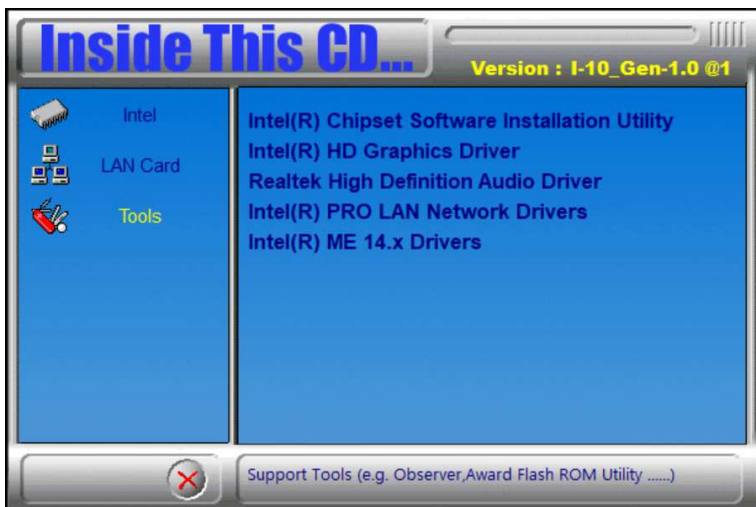 Inside This CD...
Version : I-10_Gen-1.0 @1
Intel
LAN Card
Tools
Intel(R) Chipset Software Installation Utility
Intel(R) HD Graphics Driver
Realtek High Definition Audio Driver
Intel(R) PRO LAN Network Drivers
Intel(R) ME 14.x Drivers
Support Tools (e.g. Observer,Award Flash ROM Utility ......)